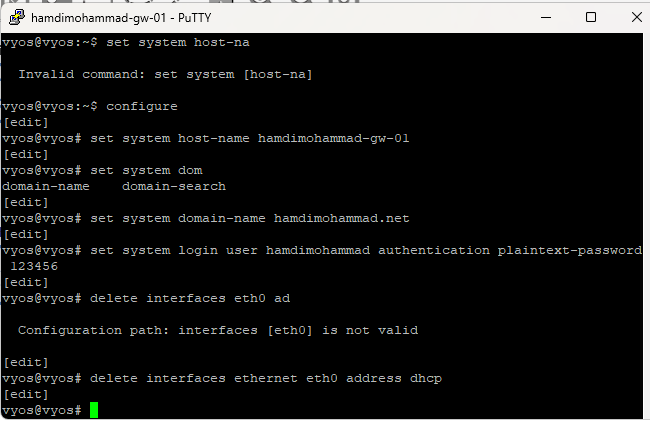 hamdimohammad-gw-01 - PuTTY
vyos@vyos:~$ set system host-na
Invalid command: set system [host-na]
vyos@vyos:~$ configure
[edit]
vyos@vyos# set system host-name hamdimohammad-gw-01
[edit]
vyos@vyos# set system dom
domain-name    domain-search
[edit]
vyos@vyos# set system domain-name hamdimohammad.net
[edit]
vyos@vyos# set system login user hamdimohammad authentication plaintext-password
123456
[edit]
vyos@vyos# delete interfaces eth0 ad
Configuration path: interfaces [eth0] is not valid
[edit]
vyos@vyos# delete interfaces ethernet eth0 address dhcp
[edit]
vyos@vyos#